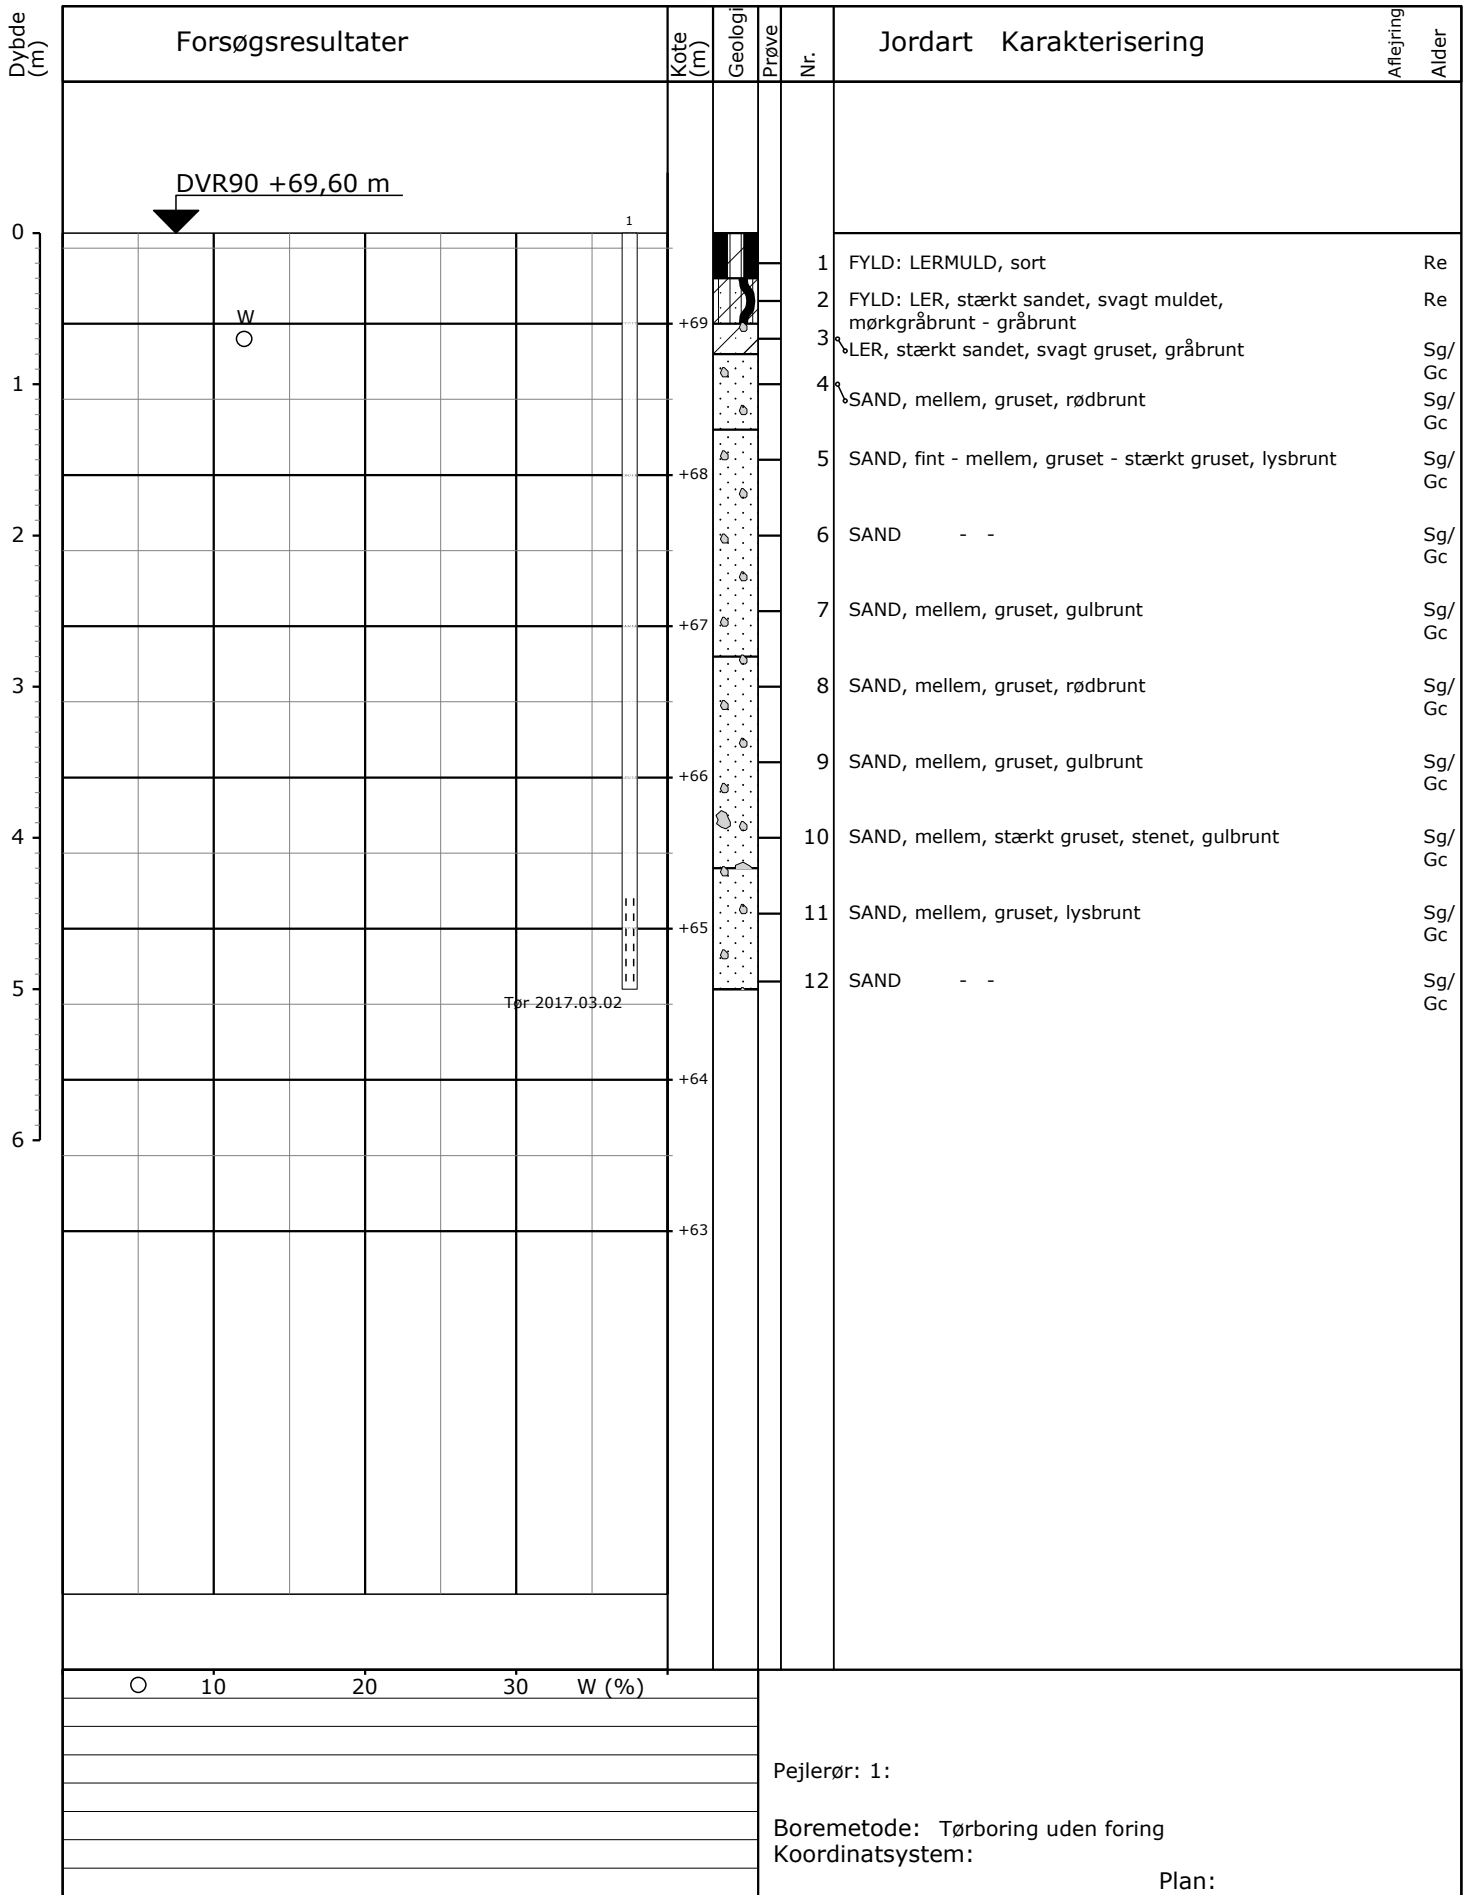 Dybde
(m)
Forsøgsresultater
Kote
(m)
Geologi
Prøve
Nr.
Jordart Karakterisering
Aflejring
Alder
DVR90 +69,60 m
1
0
1 FYLD: LERMULD, sort Re
2 FYLD: LER, stærkt sandet, svagt muldet, Re
mørkgråbrunt - gråbrunt
W
+69
3
LER, stærkt sandet, svagt gruset, gråbrunt Sg/
Gc
1
4
SAND, mellem, gruset, rødbrunt Sg/
Gc
5 SAND, fint - mellem, gruset - stærkt gruset, lysbrunt Sg/
Gc
+68
2
6 SAND - - Sg/
Gc
7 SAND, mellem, gruset, gulbrunt Sg/
Gc
+67
3
8 SAND, mellem, gruset, rødbrunt Sg/
Gc
9 SAND, mellem, gruset, gulbrunt Sg/
Gc
+66
4
10 SAND, mellem, stærkt gruset, stenet, gulbrunt Sg/
Gc
11 SAND, mellem, gruset, lysbrunt Sg/
Gc
+65
5
12 SAND - - Sg/
Gc
Tør 2017.03.02
+64
6
+63
10 20 30 W (%)
Pejlerør: 1:
Boremetode: Tørboring uden foring
Koordinatsystem:
Plan: